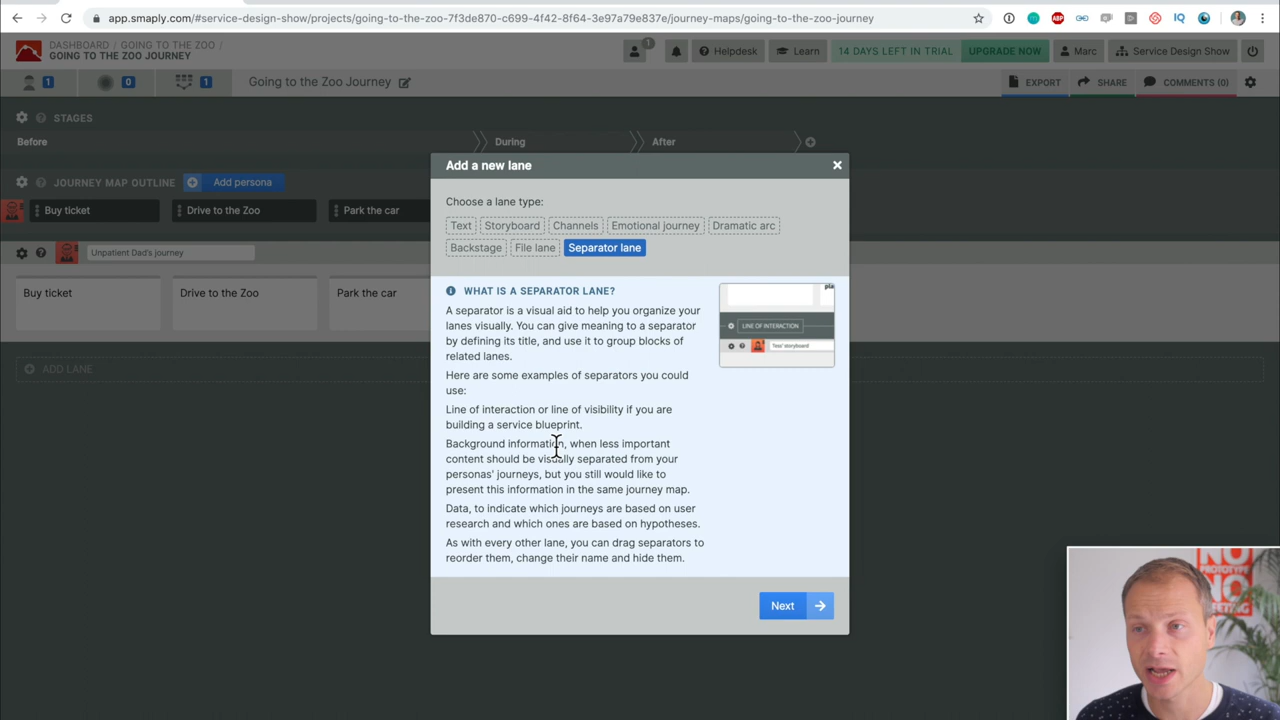 app.smaply.com/#service-design-show/projects/going-to-the-zoo-7f3de870-c699-4f42-8f64-3e97a79e837e/journey-maps/going-to-the-zoo-journey
ABP
IQ
DASHBOARD / GOING TO THE ZOO /
GOING TO THE ZOO JOURNEY
1
Helpdesk
Learn
14 DAYS LEFT IN TRIAL
UPGRADE NOW
Marc
Service Design Show
1
0
1
Going to the Zoo Journey
EXPORT
SHARE
COMMENTS (0)
STAGES
Before
During
After
JOURNEY MAP OUTLINE
Add persona
Buy ticket
Drive to the Zoo
Park the car
Unpatient Dad's journey
Buy ticket
Drive to the Zoo
Park the car
ADD LANE
Add a new lane
Choose a lane type:
Text
Storyboard
Channels
Emotional journey
Dramatic arc
Backstage
File lane
Separator lane
WHAT IS A SEPARATOR LANE?
A separator is a visual aid to help you organize your
lanes visually. You can give meaning to a separator
by defining its title, and use it to group blocks of
related lanes.
Here are some examples of separators you could
use:
Line of interaction or line of visibility if you are
building a service blueprint.
Background information, when less important
content should be visually separated from your
personas' journeys, but you still would like to
present this information in the same journey map.
Data, to indicate which journeys are based on user
research and which ones are based on hypotheses.
As with every other lane, you can drag separators to
reorder them, change their name and hide them.
pla
LINE OF INTERACTION
Tess' storyboard
Next
NO
PROTOTYPE
NO
MEETING